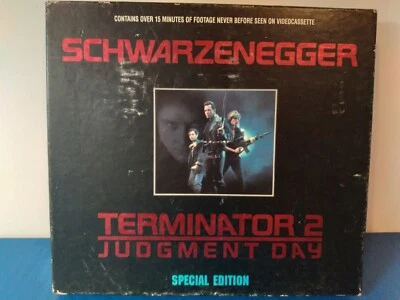 CONTAINS OVER 15 MINUTES OF FOOTAGE NEVER BEFORE SEEN ON VIDEOCASSETTE
SCHWARZENEGGER
TERMINATOR 2
JUDGMENT DAY
SPECIAL EDITION